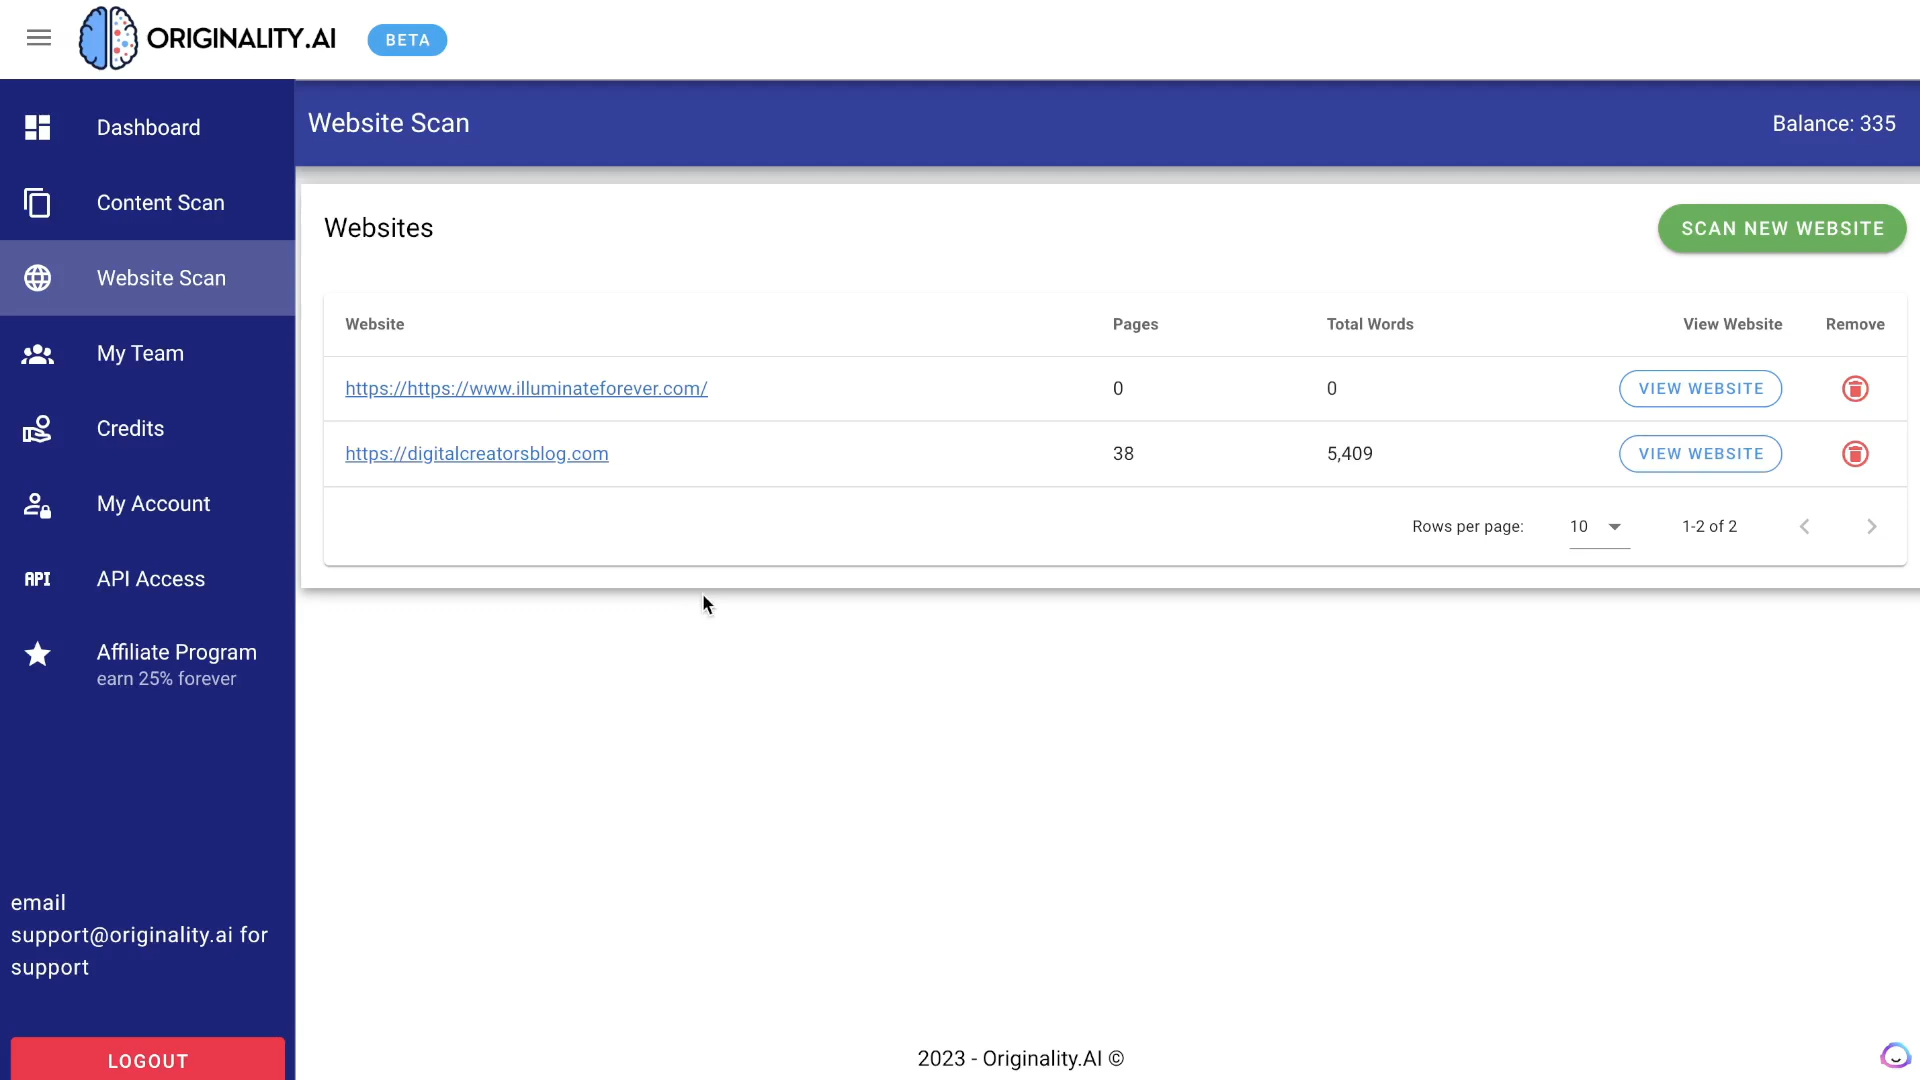 ORIGINALITY.AI
BETA
Dashboard
Content Scan
Website Scan
My Team
Credits
My Account
API
API Access
Affiliate Program
earn 25% forever
email
support@originality.ai for
support
LOGOUT
Website Scan
Balance: 335
Websites
SCAN NEW WEBSITE
Website Pages Total Words View Website Remove
https://https://www.illuminateforever.com/ 0 0 VIEW WEBSITE
https://digitalcreatorsblog.com 38 5,409 VIEW WEBSITE
Rows per page: 10 1-2 of 2
2023 - Originality.AI ©